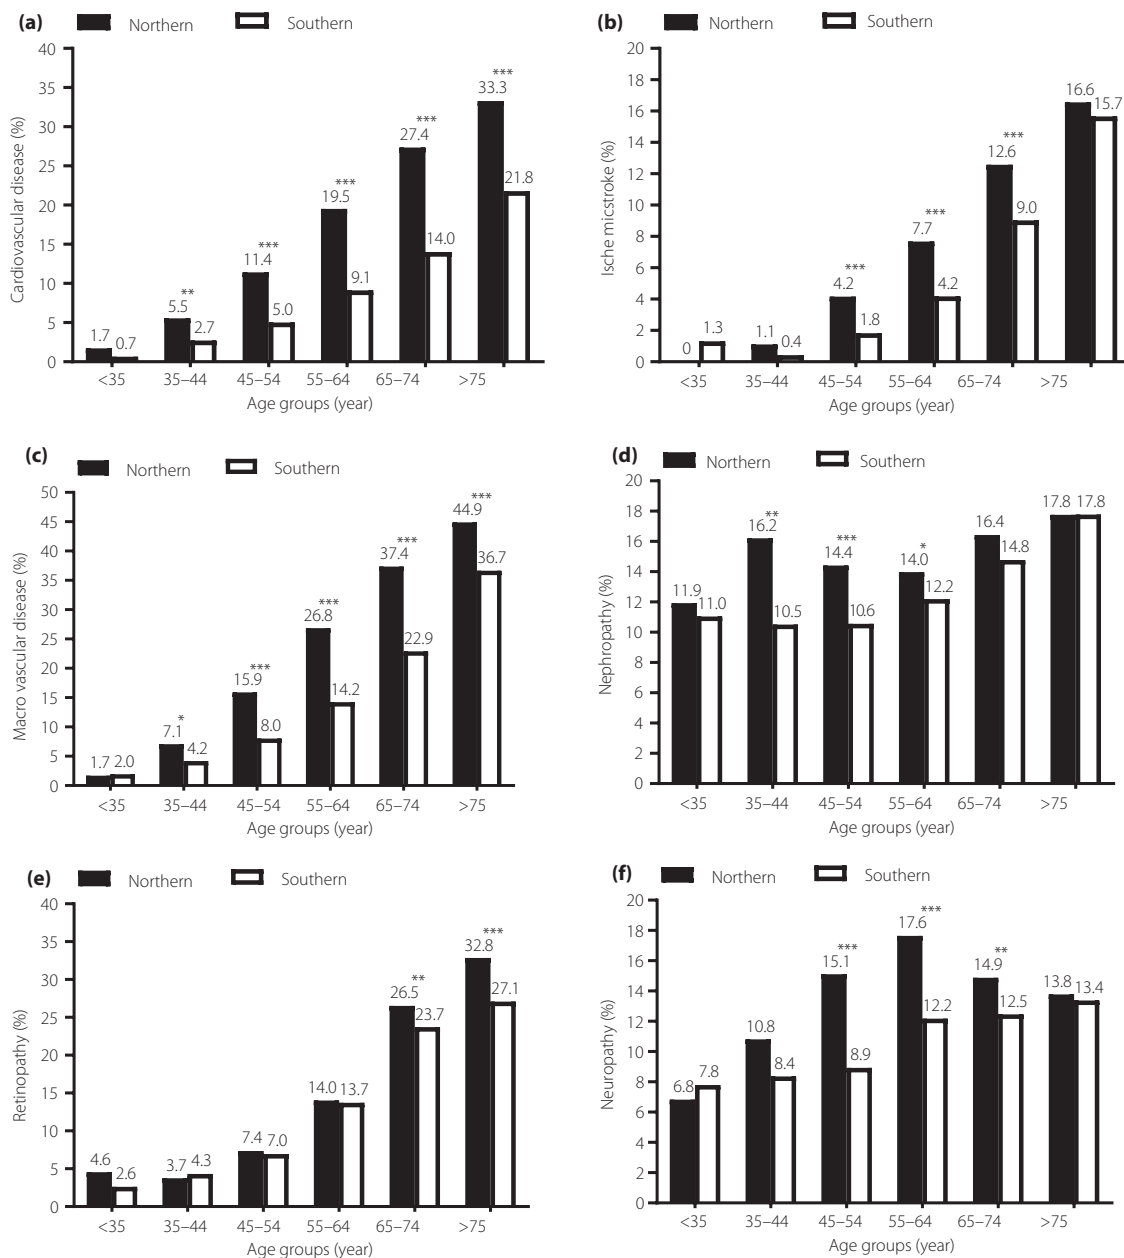 (a) Northern Southern
Cardiovascular disease (%)
40
35
30
25
20
15
10
5
0
1.7 0.7
5.5 ** 2.7
11.4 *** 5.0
19.5 *** 9.1
27.4 *** 14.0
33.3 *** 21.8
<35 35–44 45–54 55–64 65–74 >75
Age groups (year)
(b) Northern Southern
Ische micstroke (%)
20
18
16
14
12
10
8
6
4
2
0
0 1.3
1.1 0.4
4.2 *** 1.8
7.7 *** 4.2
12.6 *** 9.0
16.6 15.7
<35 35–44 45–54 55–64 65–74 >75
Age groups (year)
(c) Northern Southern
Macro vascular disease (%)
50
45
40
35
30
25
20
15
10
5
0
1.7 2.0
7.1 * 4.2
15.9 *** 8.0
26.8 *** 14.2
37.4 *** 22.9
44.9 *** 36.7
<35 35–44 45–54 55–64 65–74 >75
Age groups (year)
(d) Northern Southern
Nephropathy (%)
20
18
16
14
12
10
8
6
4
2
0
11.9 11.0
16.2 ** 10.5
14.4 *** 10.6
14.0 * 12.2
16.4 14.8
17.8 17.8
<35 35–44 45–54 55–64 65–74 >75
Age groups (year)
(e) Northern Southern
Retinopathy (%)
40
35
30
25
20
15
10
5
0
4.6 2.6
3.7 4.3
7.4 7.0
14.0 13.7
26.5 ** 23.7
32.8 *** 27.1
<35 35–44 45–54 55–64 65–74 >75
Age groups (year)
(f) Northern Southern
Neuropathy (%)
20
18
16
14
12
10
8
6
4
2
0
6.8 7.8
10.8 8.4
15.1 *** 8.9
17.6 *** 12.2
14.9 ** 12.5
13.8 13.4
<35 35–44 45–54 55–64 65–74 >75
Age groups (year)